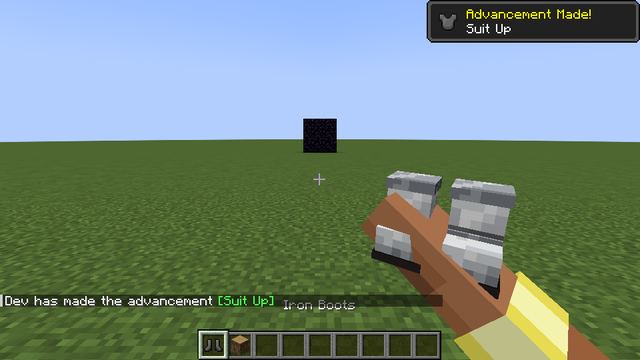 Advancement Made!
Suit Up
Dev has made the advancement [Suit Up]
Iron Boots